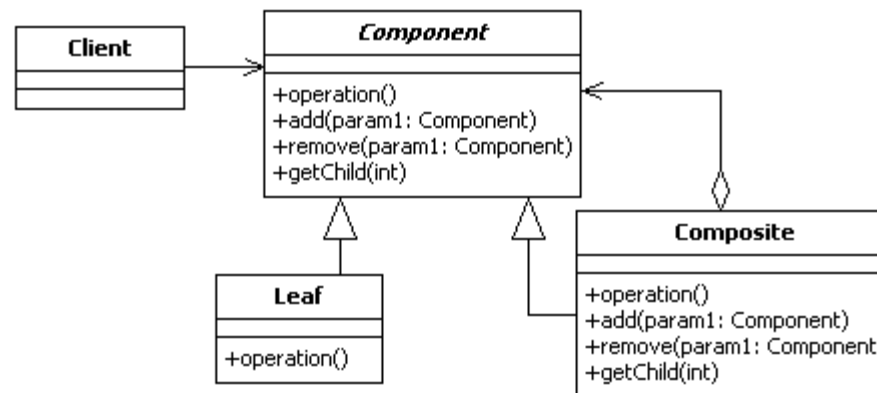 Client
Component
+operation()
+add(param1: Component)
+remove(param1: Component)
+getChild(int)
Leaf
+operation()
Composite
+operation()
+add(param1: Component)
+remove(param1: Component
+getChild(int)